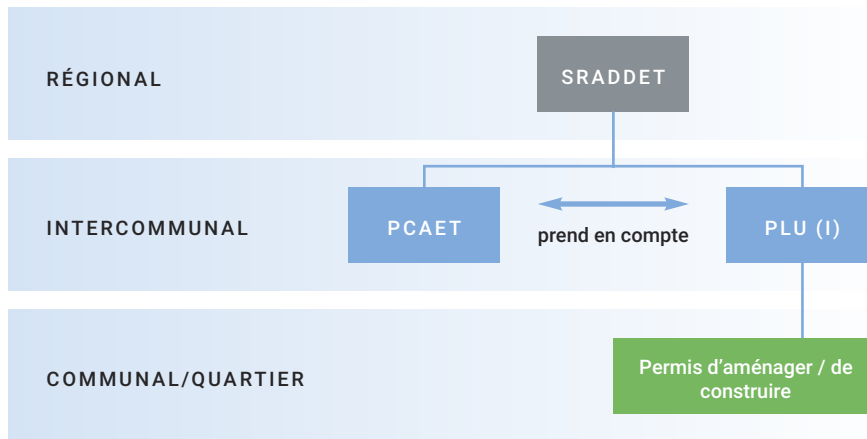 RÉGIONAL
SRADDET
INTERCOMMUNAL
PCAET
prend en compte
PLU (I)
COMMUNAL/QUARTIER
Permis d'aménager / de
construire